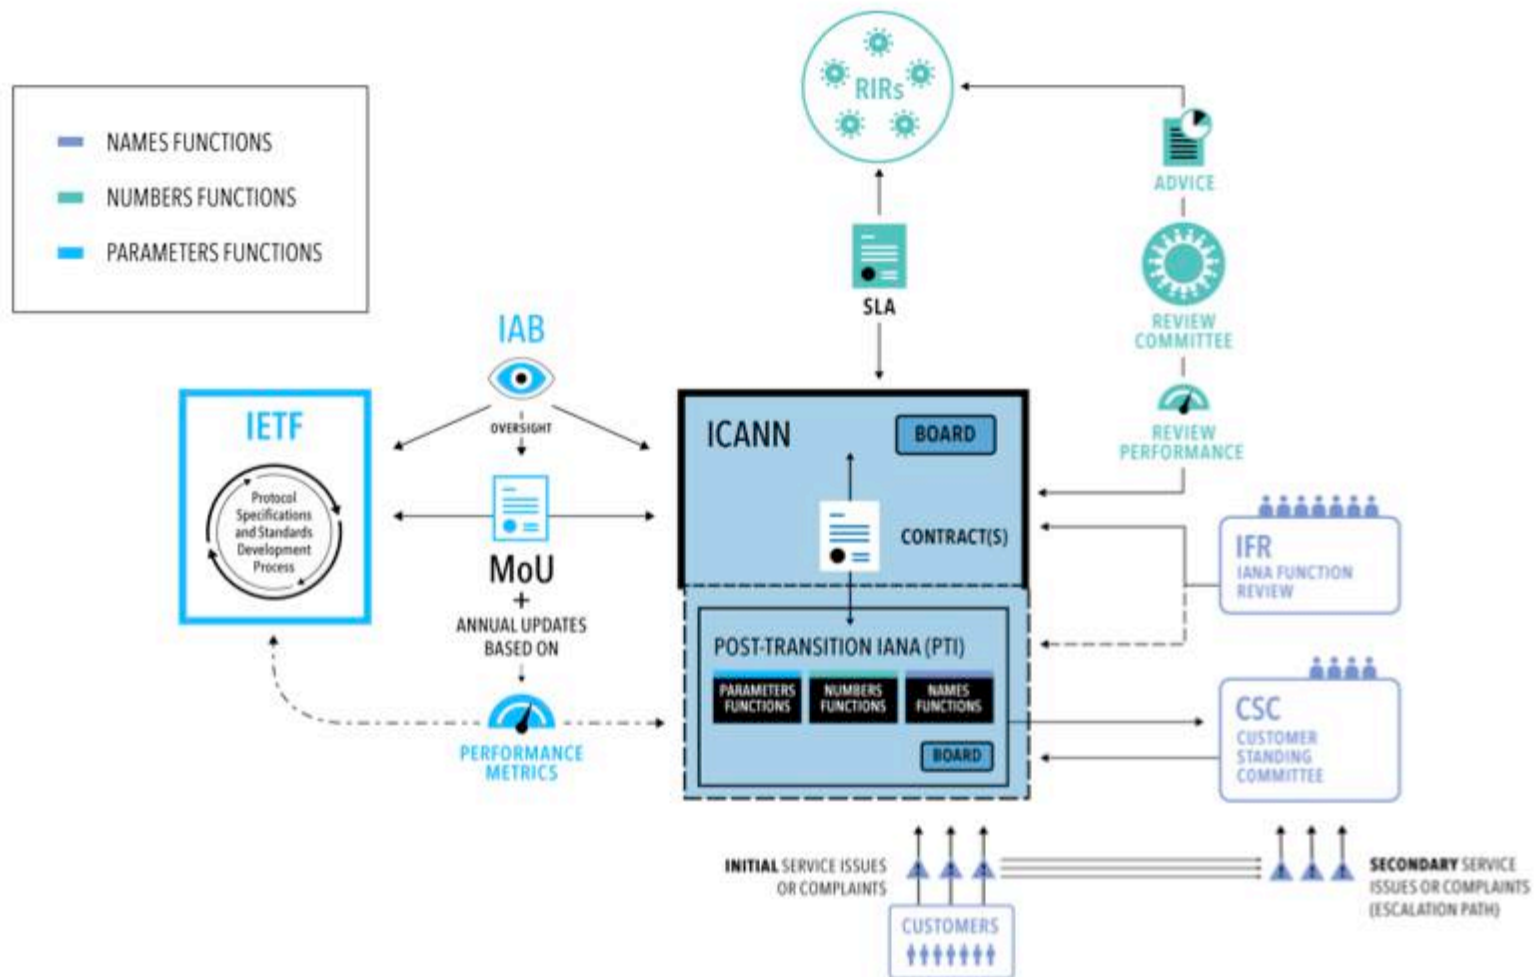 NAMES FUNCTIONS
NUMBERS FUNCTIONS
PARAMETERS FUNCTIONS
RIRs
ADVICE
SLA
REVIEW
COMMITTEE
REVIEW
PERFORMANCE
IAB
OVERSIGHT
IETF
Protocol
Specifications
and Standards
Development
Process
MoU
+
ANNUAL UPDATES
BASED ON
PERFORMANCE
METRICS
ICANN
BOARD
CONTRACT(S)
POST-TRANSITION IANA (PTI)
PARAMETERS
FUNCTIONS
NUMBERS
FUNCTIONS
NAMES
FUNCTIONS
BOARD
IFR
IANA FUNCTION
REVIEW
CSC
CUSTOMER
STANDING
COMMITTEE
INITIAL SERVICE ISSUES
OR COMPLAINTS
CUSTOMERS
SECONDARY SERVICE
ISSUES OR COMPLAINTS
(ESCALATION PATH)